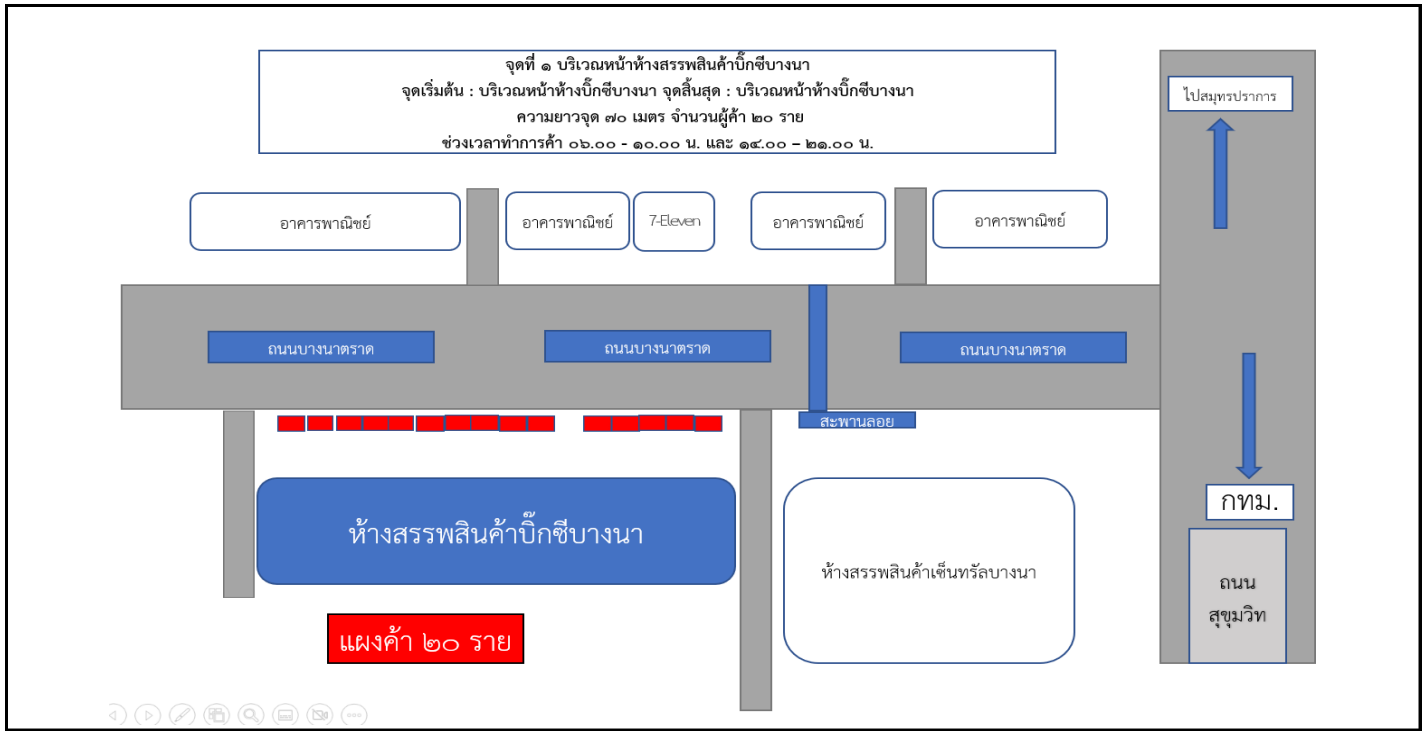 จุดที่ ๑ บริเวณหน้าห้างสรรพสินค้าบิ๊กซีบางนา
จุดเริ่มต้น : บริเวณหน้าห้างบิ๊กซีบางนา จุดสิ้นสุด : บริเวณหน้าห้างบิ๊กซีบางนา
ความยาวจุด ๗๐ เมตร จำนวนผู้ค้า ๒๐ ราย
ช่วงเวลาทำการค้า ๐๖.๐๐ - ๑๐.๐๐ น. และ ๑๔.๐๐ – ๒๑.๐๐ น.
ไปสมุทรปราการ
อาคารพาณิชย์
อาคารพาณิชย์
7-Eleven
อาคารพาณิชย์
อาคารพาณิชย์
ถนนบางนาตราด
ถนนบางนาตราด
ถนนบางนาตราด
สะพานลอย
ห้างสรรพสินค้าบิ๊กซีบางนา
ห้างสรรพสินค้าเซ็นทรัลบางนา
กทม.
ถนน
สุขุมวิท
แผงค้า ๒๐ ราย